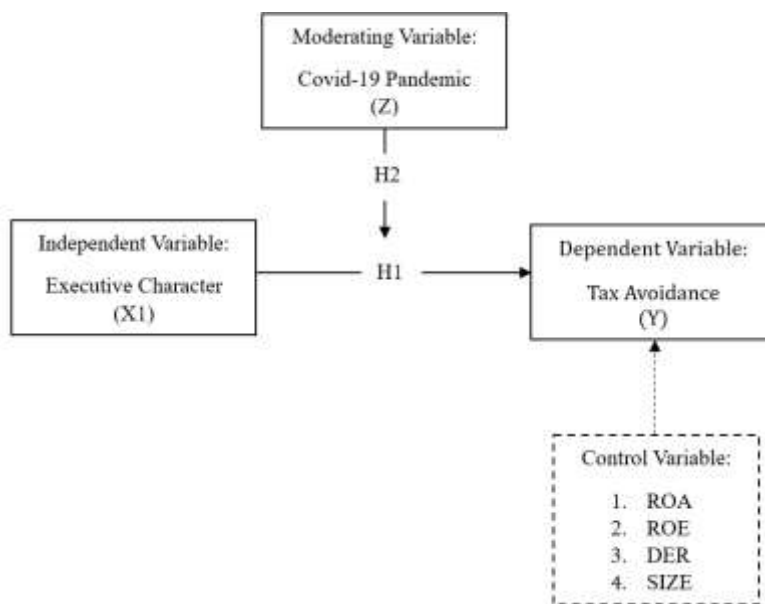 Moderating Variable:
Covid-19 Pandemic
(Z)
H2
Independent Variable:
Executive Character
(X1)
H1
Dependent Variable:
Tax Avoidance
(Y)
Control Variable:
1. ROA
2. ROE
3. DER
4. SIZE